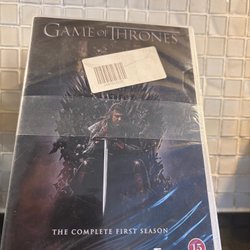 GAME OF THRONES
THE COMPLETE FIRST SEASON
15